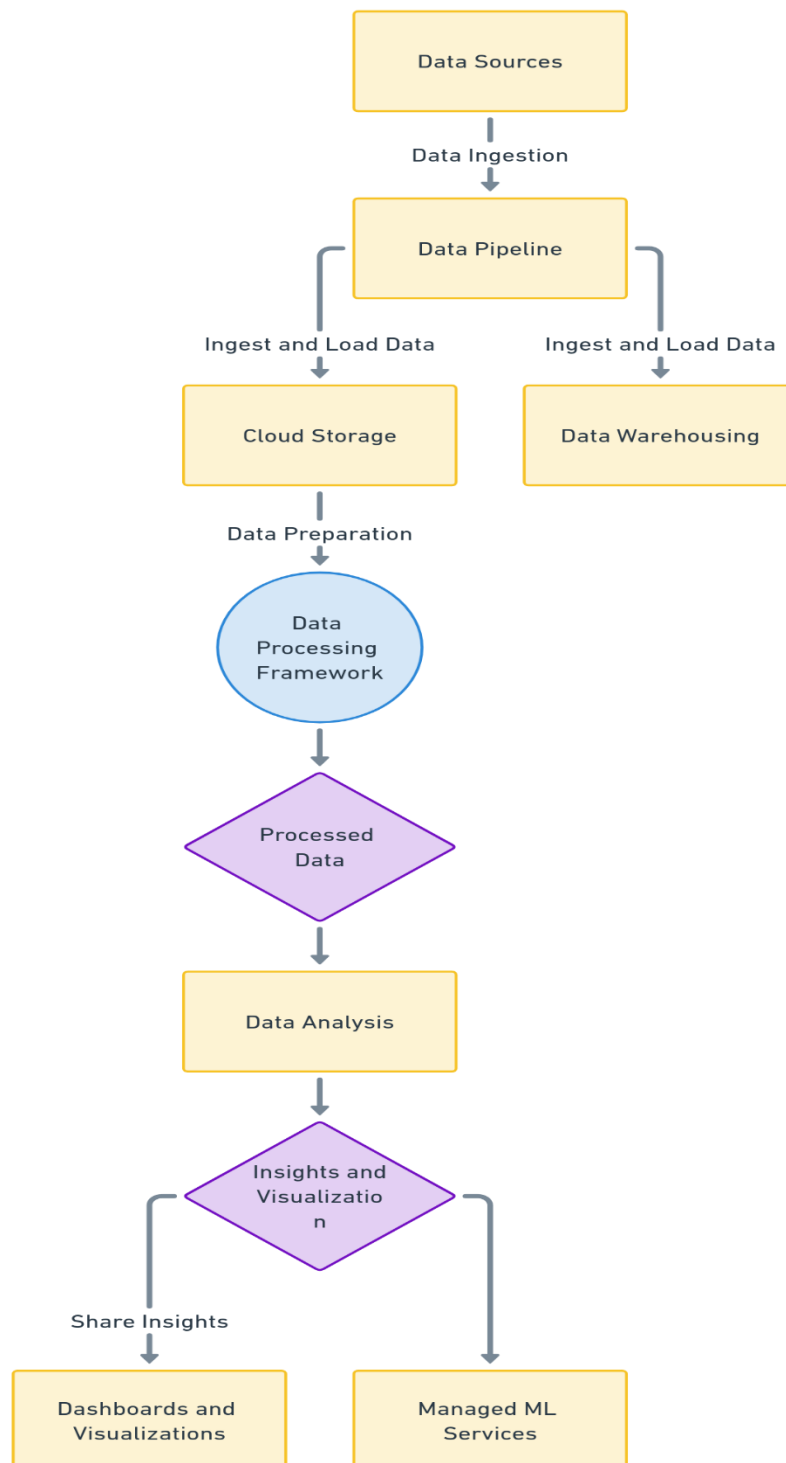 Data Sources
Data Ingestion
Data Pipeline
Ingest and Load Data
Ingest and Load Data
Cloud Storage
Data Warehousing
Data Preparation
Data
Processing
Framework
Processed
Data
Data Analysis
Insights and
Visualizatio
n
Share Insights
Dashboards and
Visualizations
Managed ML
Services